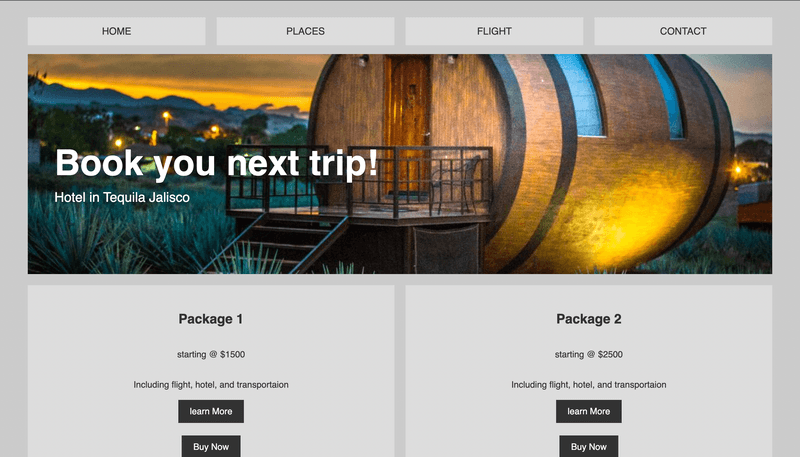 HOME PLACES FLIGHT CONTACT
Book you next trip!
Hotel in Tequila Jalisco
Package 1
starting @ $1500
Including flight, hotel, and transportaion
learn More
Buy Now
Package 2
starting @ $2500
Including flight, hotel, and transportaion
learn More
Buy Now